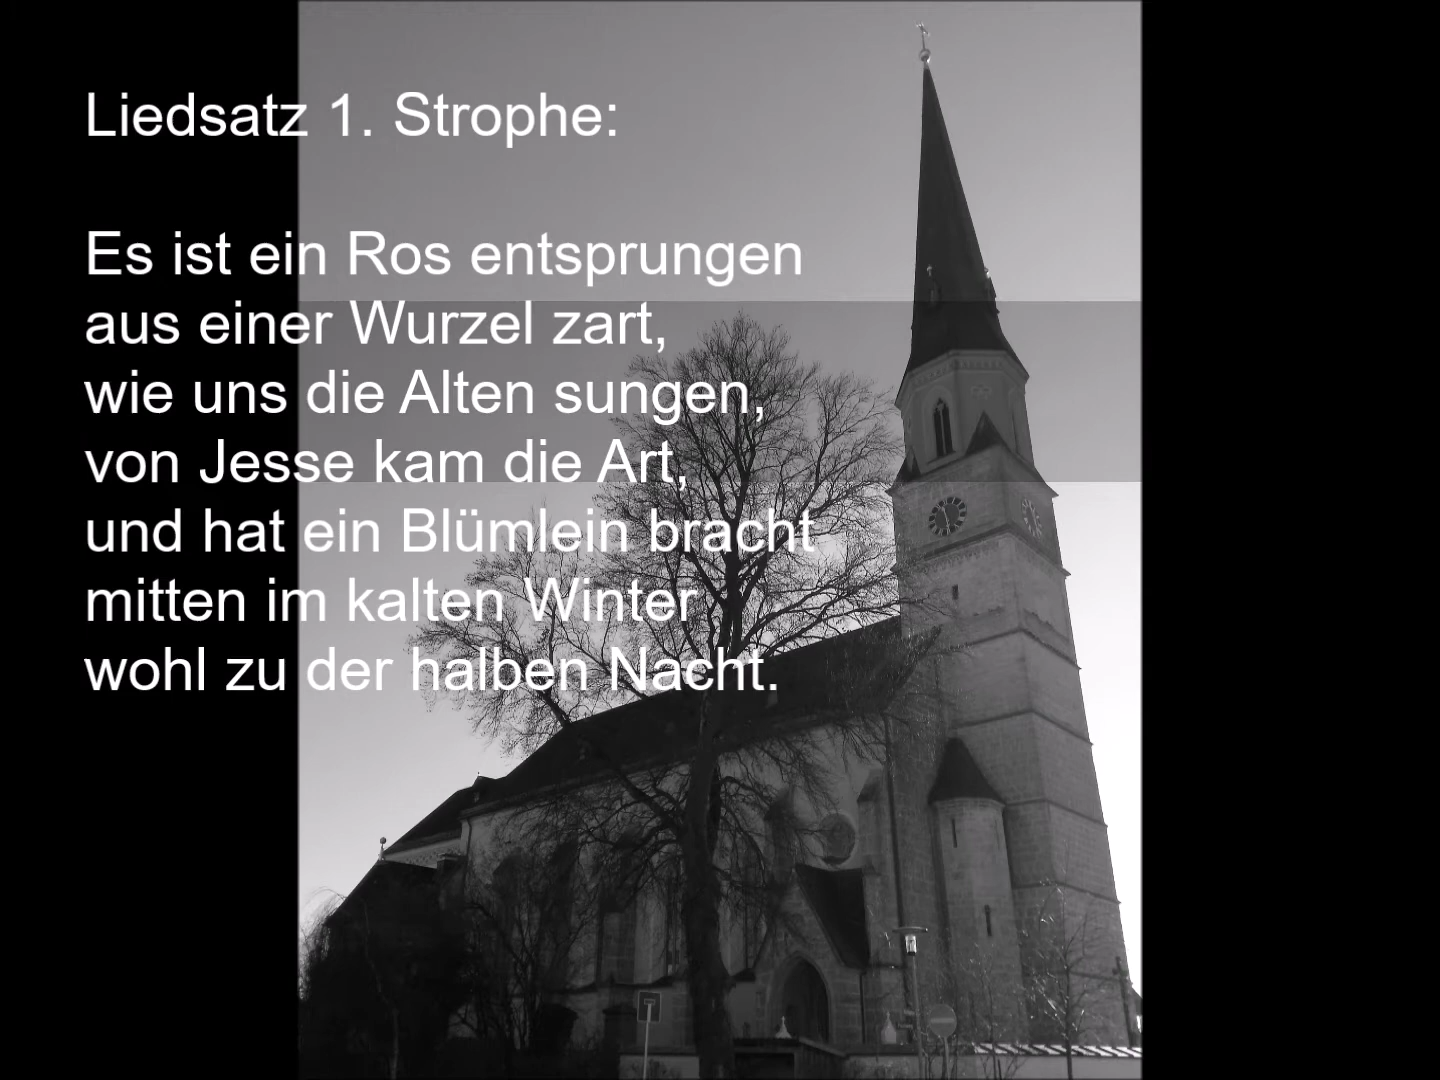 Liedsatz 1. Strophe:
Es ist ein Ros entsprungen
aus einer Wurzel zart,
wie uns die Alten sungen,
von Jesse kam die Art,
und hat ein Blümlein bracht
mitten im kalten Winter
wohl zu der halben Nacht.